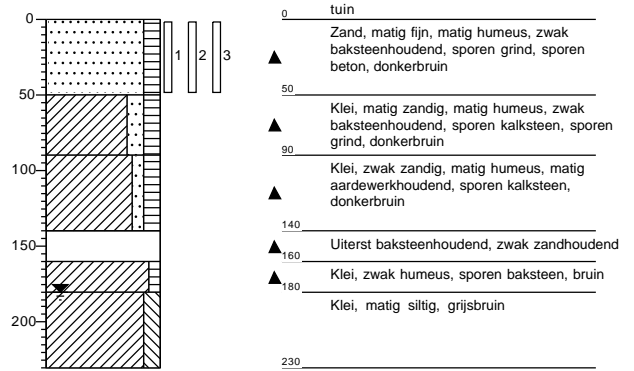 0
50
100
150
200
1 2 3
0 tuin
Zand, matig fijn, matig humeus, zwak
baksteenhoudend, sporen grind, sporen
beton, donkerbruin
50
Klei, matig zandig, matig humeus, zwak
baksteenhoudend, sporen kalksteen, sporen
grind, donkerbruin
90
Klei, zwak zandig, matig humeus, matig
aardewerkhoudend, sporen kalksteen,
donkerbruin
140
Uiterst baksteenhoudend, zwak zandhoudend
160
Klei, zwak humeus, sporen baksteen, bruin
180
Klei, matig siltig, grijsbruin
230